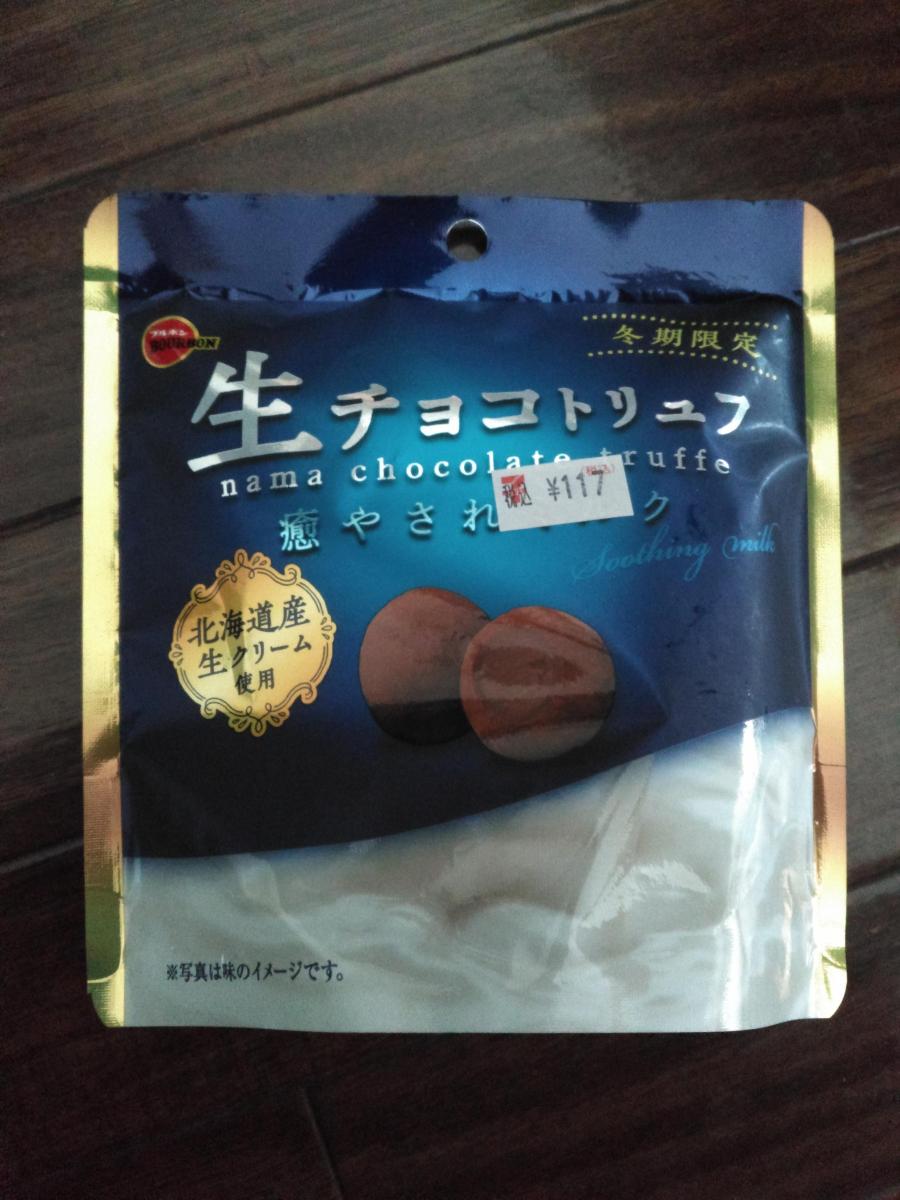 ブルボン
BOURBON
冬期限定
生チョコトリュフ
nama chocolate truffe
税込 ¥117 (税込)
癒やされ ク
Soothing milk
北海道産
生クリーム
使用
※写真は味のイメージです。